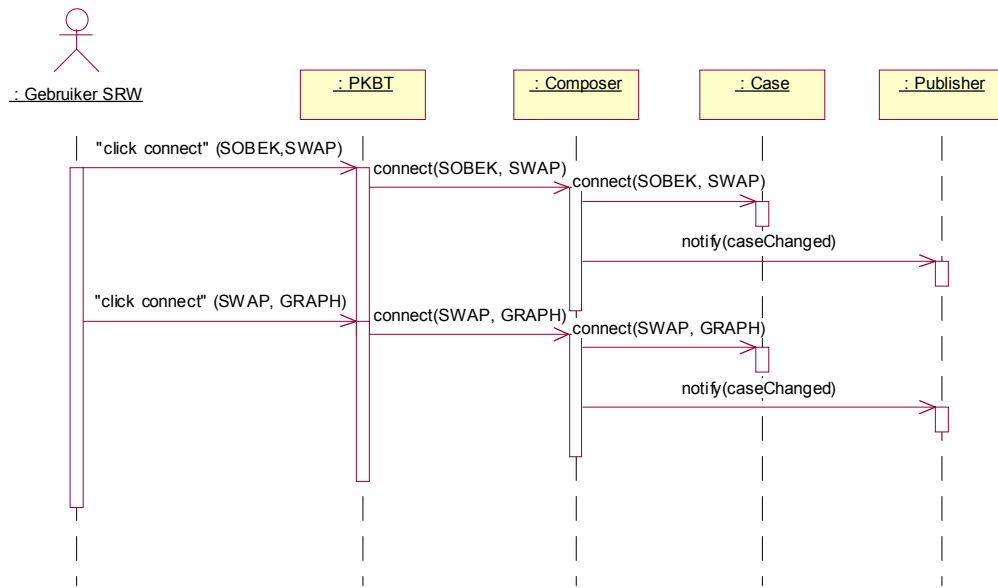 : Gebruiker SRW
: PKBT
: Composer
: Case
: Publisher
"click connect" (SOBEK,SWAP)
connect(SOBEK, SWAP)
connect(SOBEK, SWAP)
notify(caseChanged)
"click connect" (SWAP, GRAPH)
connect(SWAP, GRAPH)
connect(SWAP, GRAPH)
notify(caseChanged)